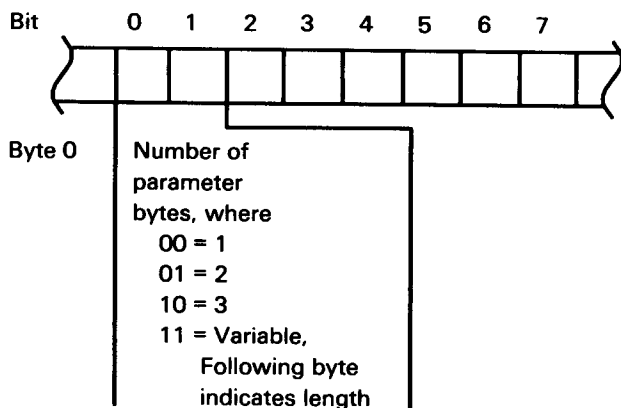 Bit 0 1 2 3 4 5 6 7
Byte 0 Number of
parameter
bytes, where
00 = 1
01 = 2
10 = 3
11 = Variable,
Following byte
indicates length